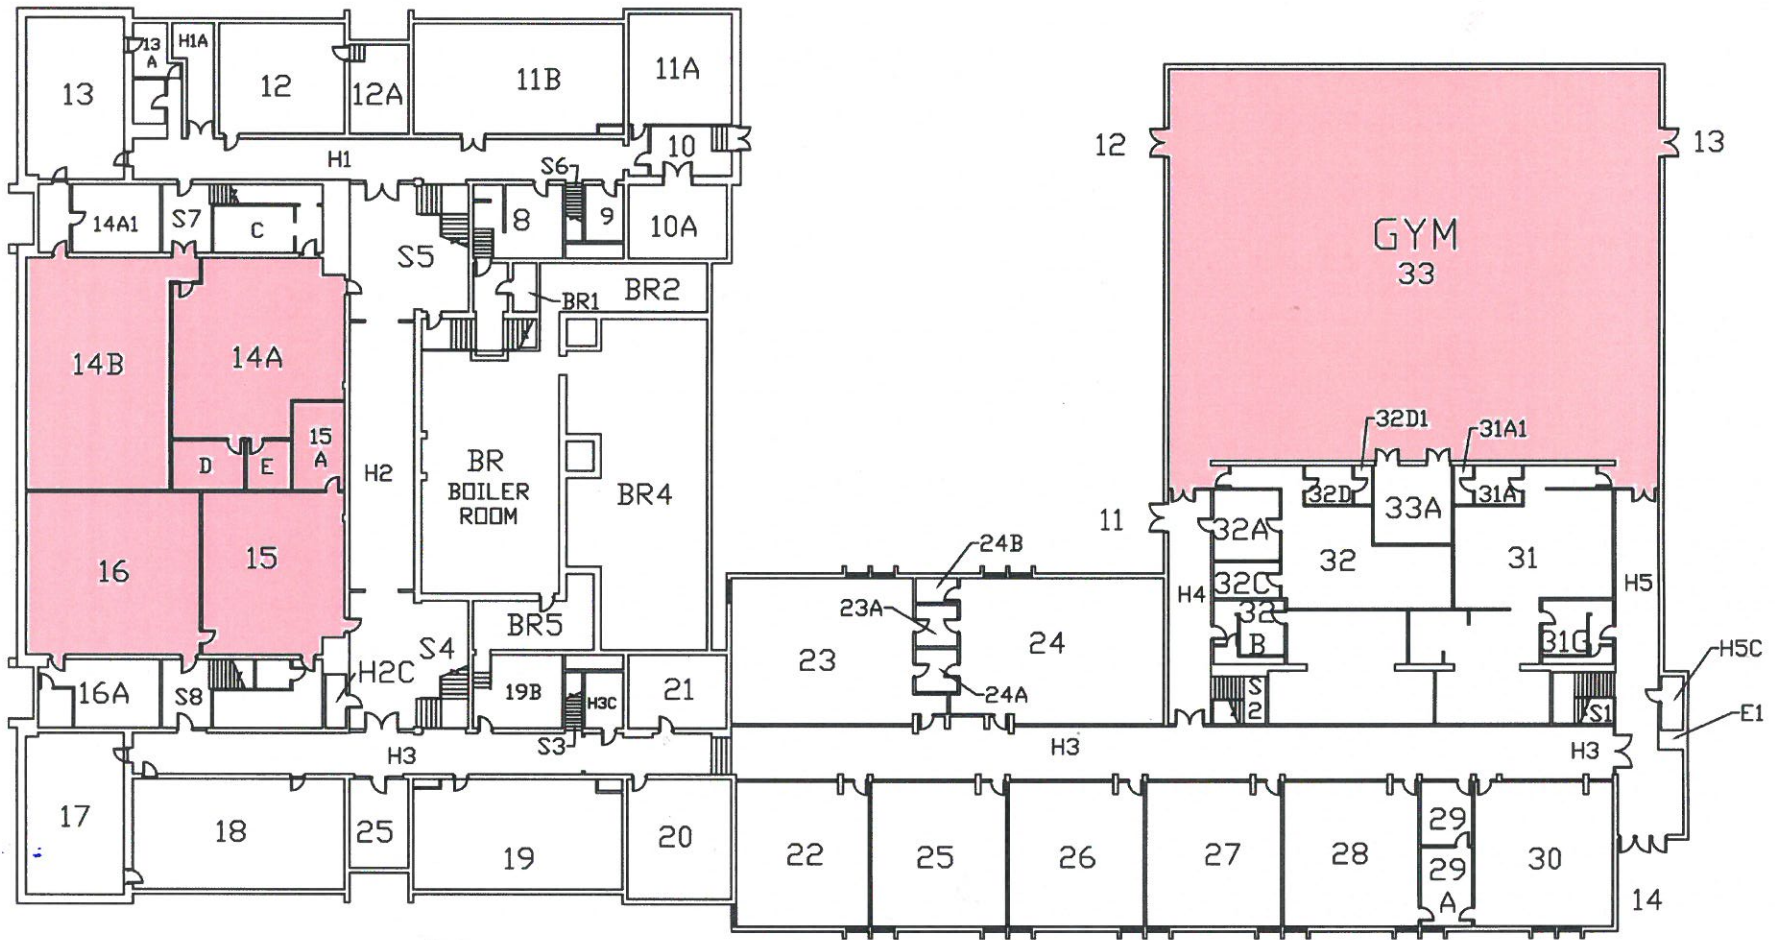 13
13
A
H1A
12
12A
11B
11A
10
H1
S6
14A1
S7
C
S5
8
9
10A
BR1
BR2
14B
14A
15
A
D
E
H2
BR
BOILER
ROOM
BR4
16
15
BR5
16A
S8
H2C
S4
19B
H3C
21
S3
H3
17
18
25
19
20
12
13
GYM
33
32D1
31A1
32D
33A
31A
11
32A
32
31
24B
32C
H4
H5
23A
32
B
31C
23
24
24A
S
2
S1
H5C
E1
H3
H3
22
25
26
27
28
29
29
A
30
14